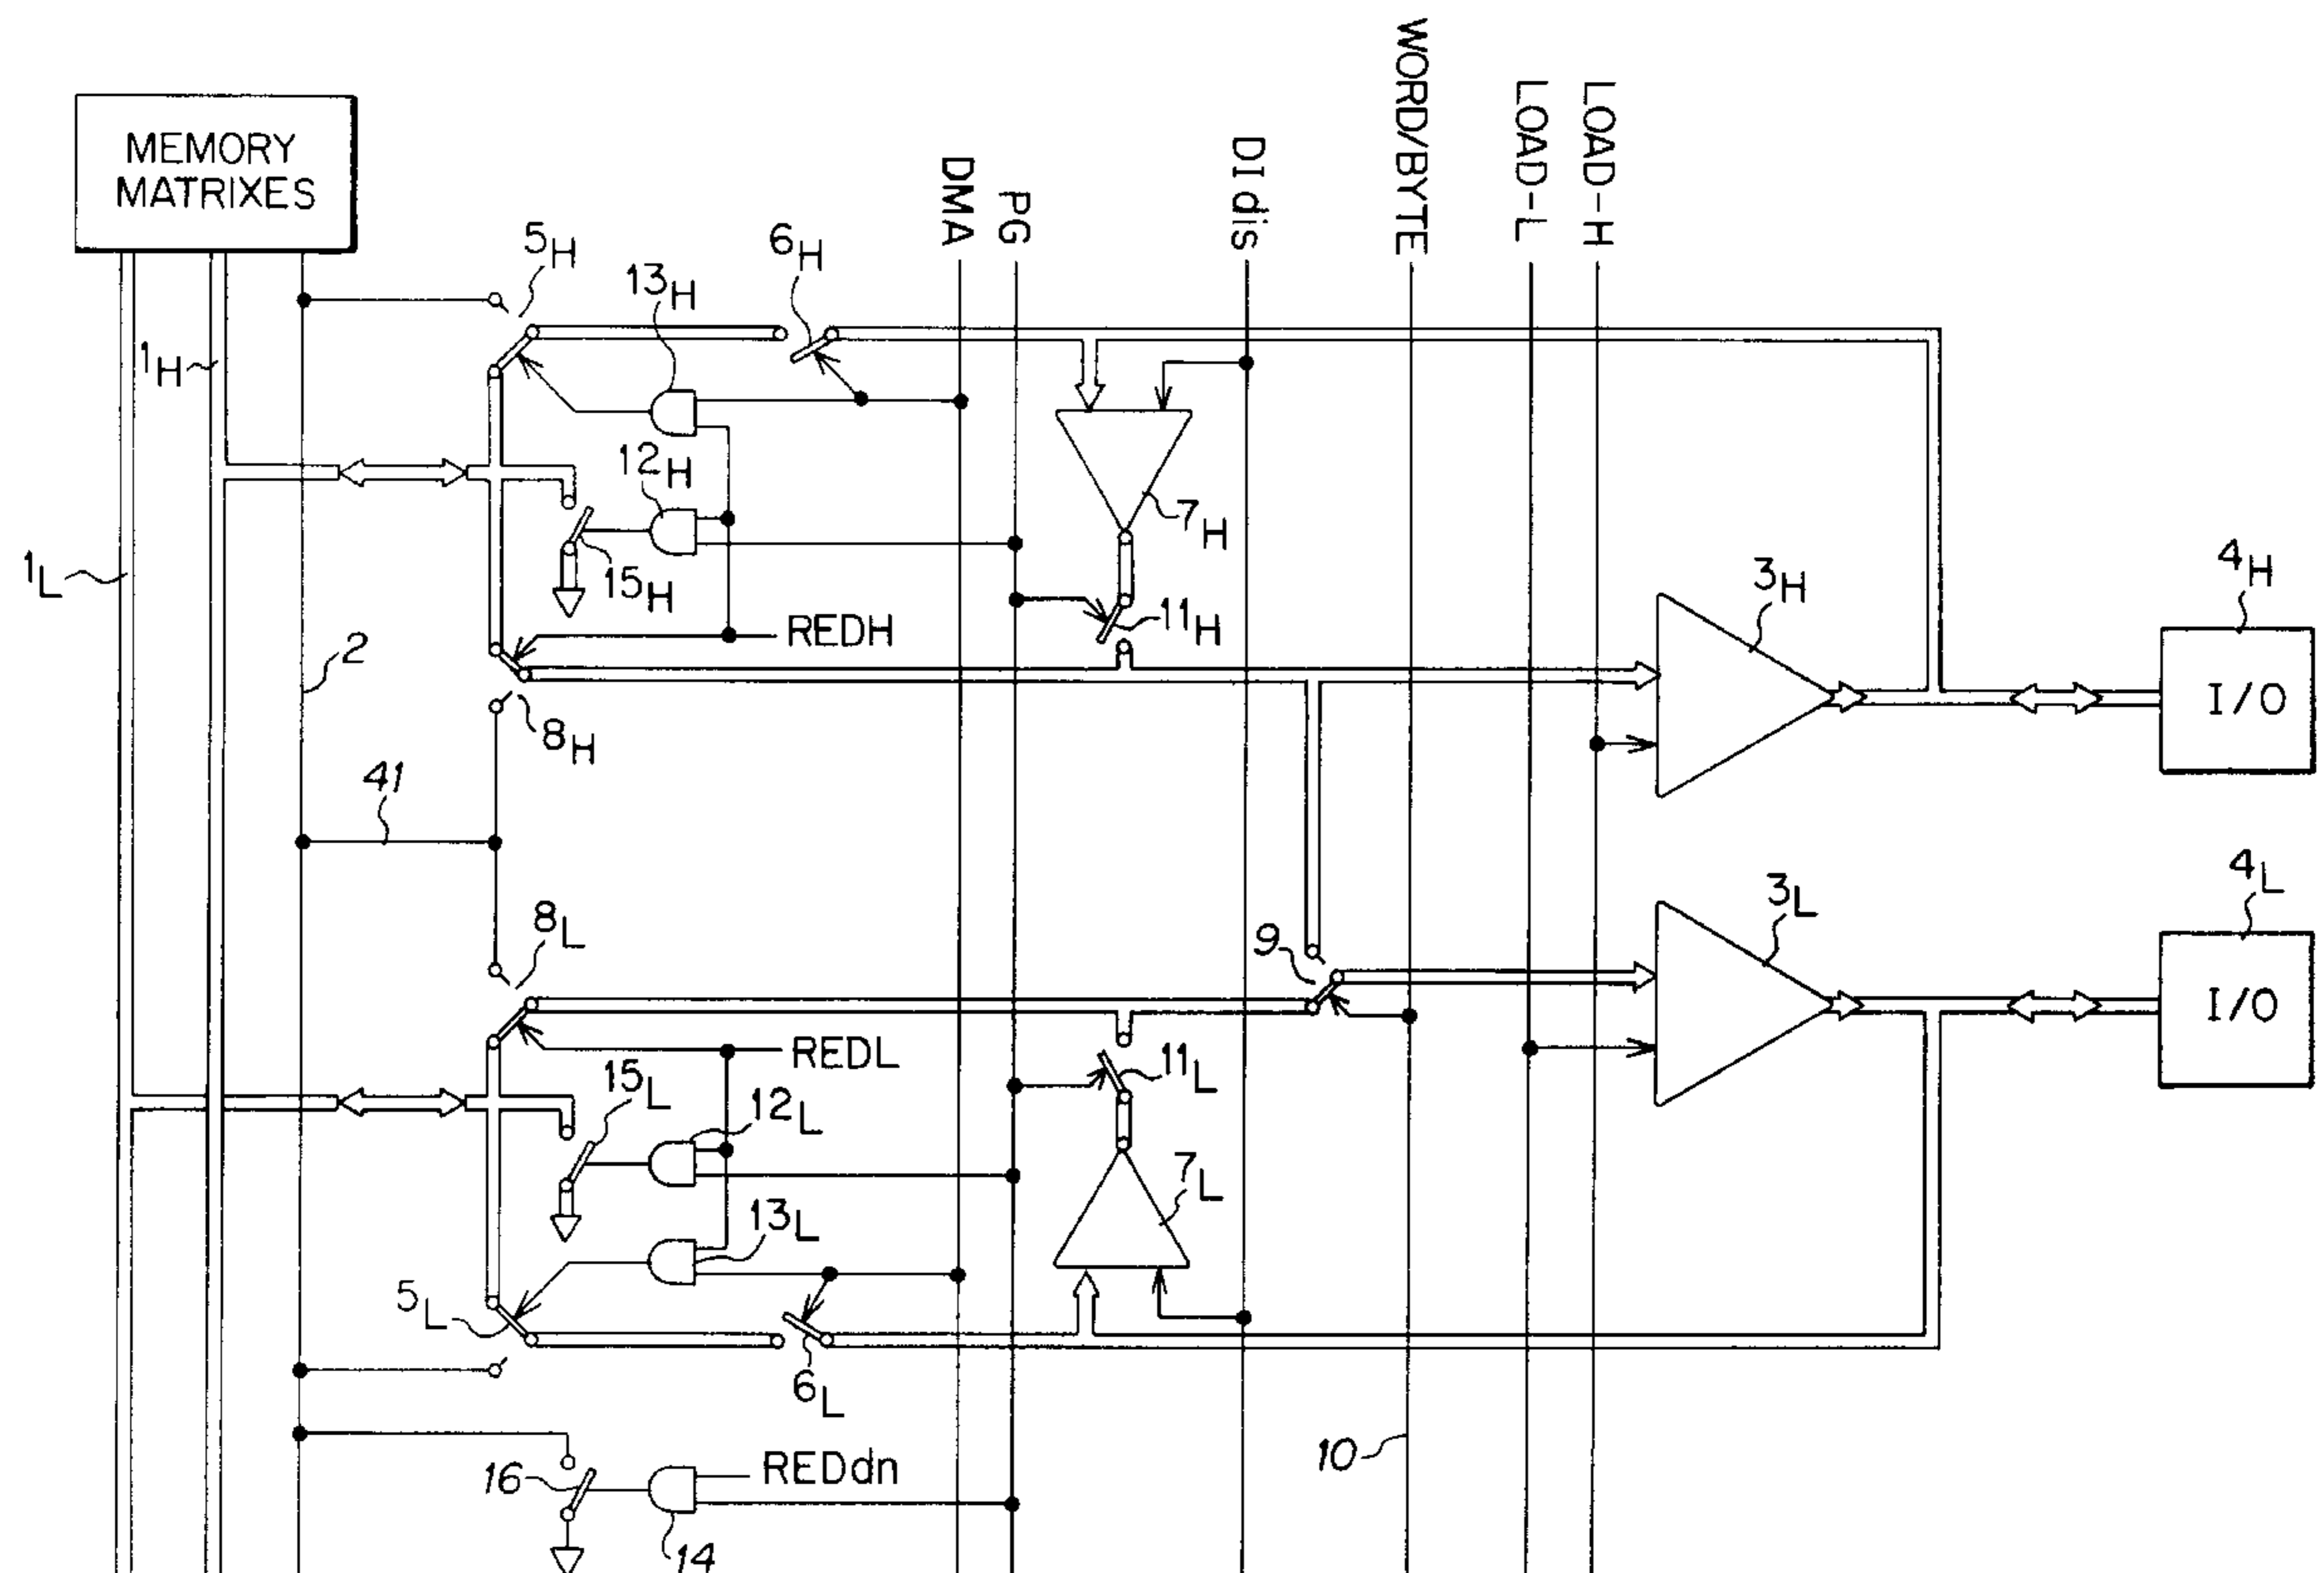 WORD/BYTE
LOAD-L
LOAD-H
MEMORY
MATRIXES
DMA
PG
DIdis
5H
6H
13H
1H
12H
7H
1L
15H
3H
4H
11H
REDH
2
I/O
8H
41
4L
3L
8L
9
I/O
REDL
11L
15L
12L
7L
13L
5L
6L
10
REDdn
16
14